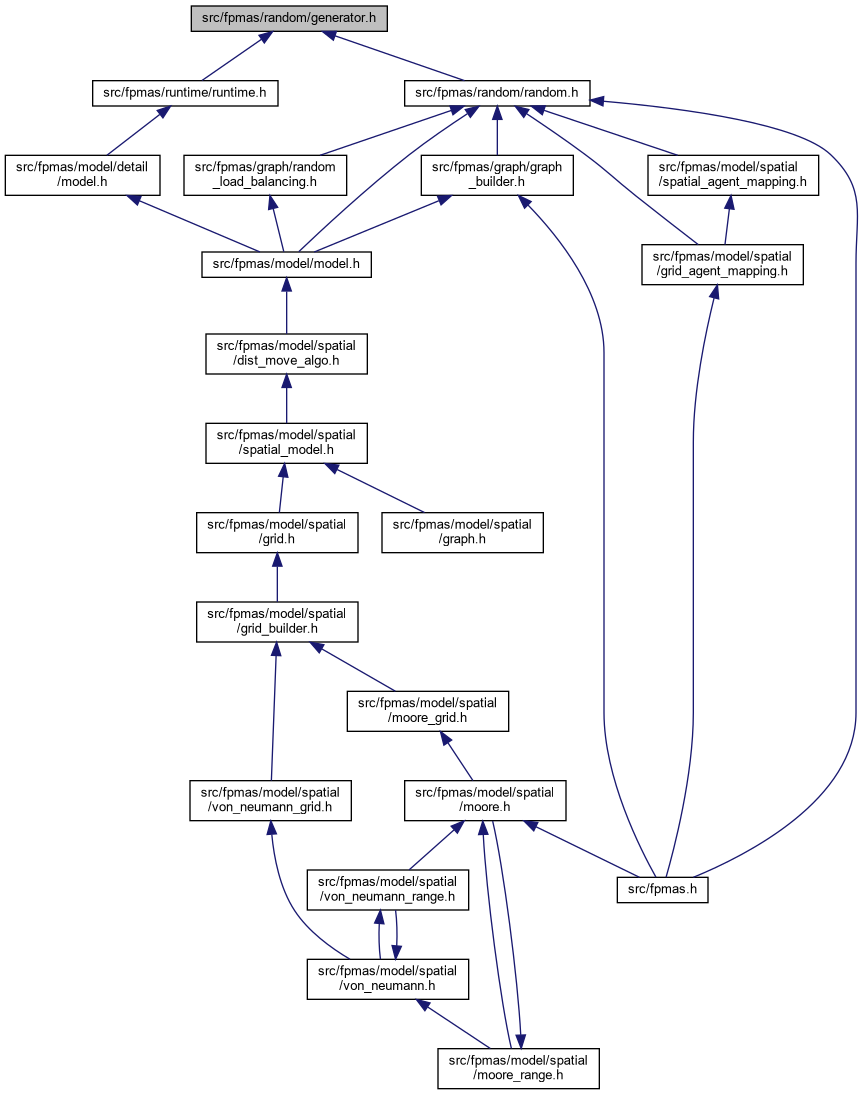 src/fpmas/random/generator.h
src/fpmas/runtime/runtime.h
src/fpmas/random/random.h
src/fpmas/model/detail
/model.h
src/fpmas/graph/random
_load_balancing.h
src/fpmas/graph/graph
_builder.h
src/fpmas/model/spatial
/spatial_agent_mapping.h
src/fpmas/model/model.h
src/fpmas/model/spatial
/grid_agent_mapping.h
src/fpmas/model/spatial
/dist_move_algo.h
src/fpmas/model/spatial
/spatial_model.h
src/fpmas/model/spatial
/grid.h
src/fpmas/model/spatial
/graph.h
src/fpmas/model/spatial
/grid_builder.h
src/fpmas/model/spatial
/moore_grid.h
src/fpmas/model/spatial
/von_neumann_grid.h
src/fpmas/model/spatial
/moore.h
src/fpmas/model/spatial
/von_neumann_range.h
src/fpmas.h
src/fpmas/model/spatial
/von_neumann.h
src/fpmas/model/spatial
/moore_range.h